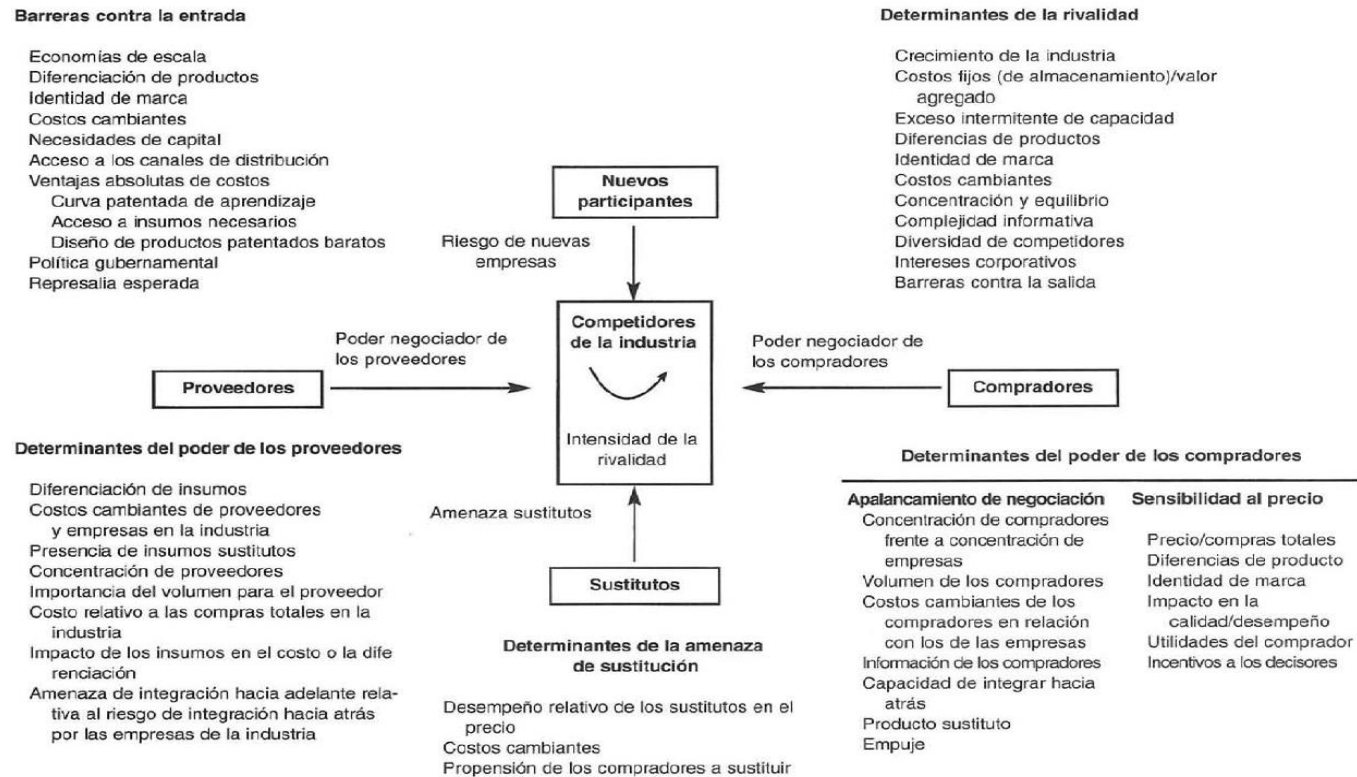 Barreras contra la entrada
Economías de escala
Diferenciación de productos
Identidad de marca
Costos cambiantes
Necesidades de capital
Acceso a los canales de distribución
Ventajas absolutas de costos
Curva patentada de aprendizaje
Acceso a insumos necesarios
Diseño de productos patentados baratos
Política gubernamental
Represalia esperada
Determinantes de la rivalidad
Crecimiento de la industria
Costos fijos (de almacenamiento)/valor
agregado
Exceso intermitente de capacidad
Diferencias de productos
Identidad de marca
Costos cambiantes
Concentración y equilibrio
Complejidad informativa
Diversidad de competidores
Intereses corporativos
Barreras contra la salida
Nuevos
participantes
Riesgo de nuevas
empresas
Poder negociador de
los proveedores
Proveedores
Competidores
de la industria
Intensidad de la
rivalidad
Poder negociador de
los compradores
Compradores
Amenaza sustitutos
Sustitutos
Determinantes del poder de los proveedores
Diferenciación de insumos
Costos cambiantes de proveedores
y empresas en la industria
Presencia de insumos sustitutos
Concentración de proveedores
Importancia del volumen para el proveedor
Costo relativo a las compras totales en la
industria
Impacto de los insumos en el costo o la dife
renciación
Amenaza de integración hacia adelante rela-
tiva al riesgo de integración hacia atrás
por las empresas de la industria
Determinantes de la amenaza
de sustitución
Desempeño relativo de los sustitutos en el
precio
Costos cambiantes
Propensión de los compradores a sustituir
Determinantes del poder de los compradores
Apalancamiento de negociación
Concentración de compradores
frente a concentración de
empresas
Volumen de los compradores
Costos cambiantes de los
compradores en relación
con los de las empresas
Información de los compradores
Capacidad de integrar hacia
atrás
Producto sustituto
Empuje
Sensibilidad al precio
Precio/compras totales
Diferencias de producto
Identidad de marca
Impacto en la
calidad/desempeño
Utilidades del comprador
Incentivos a los decisores